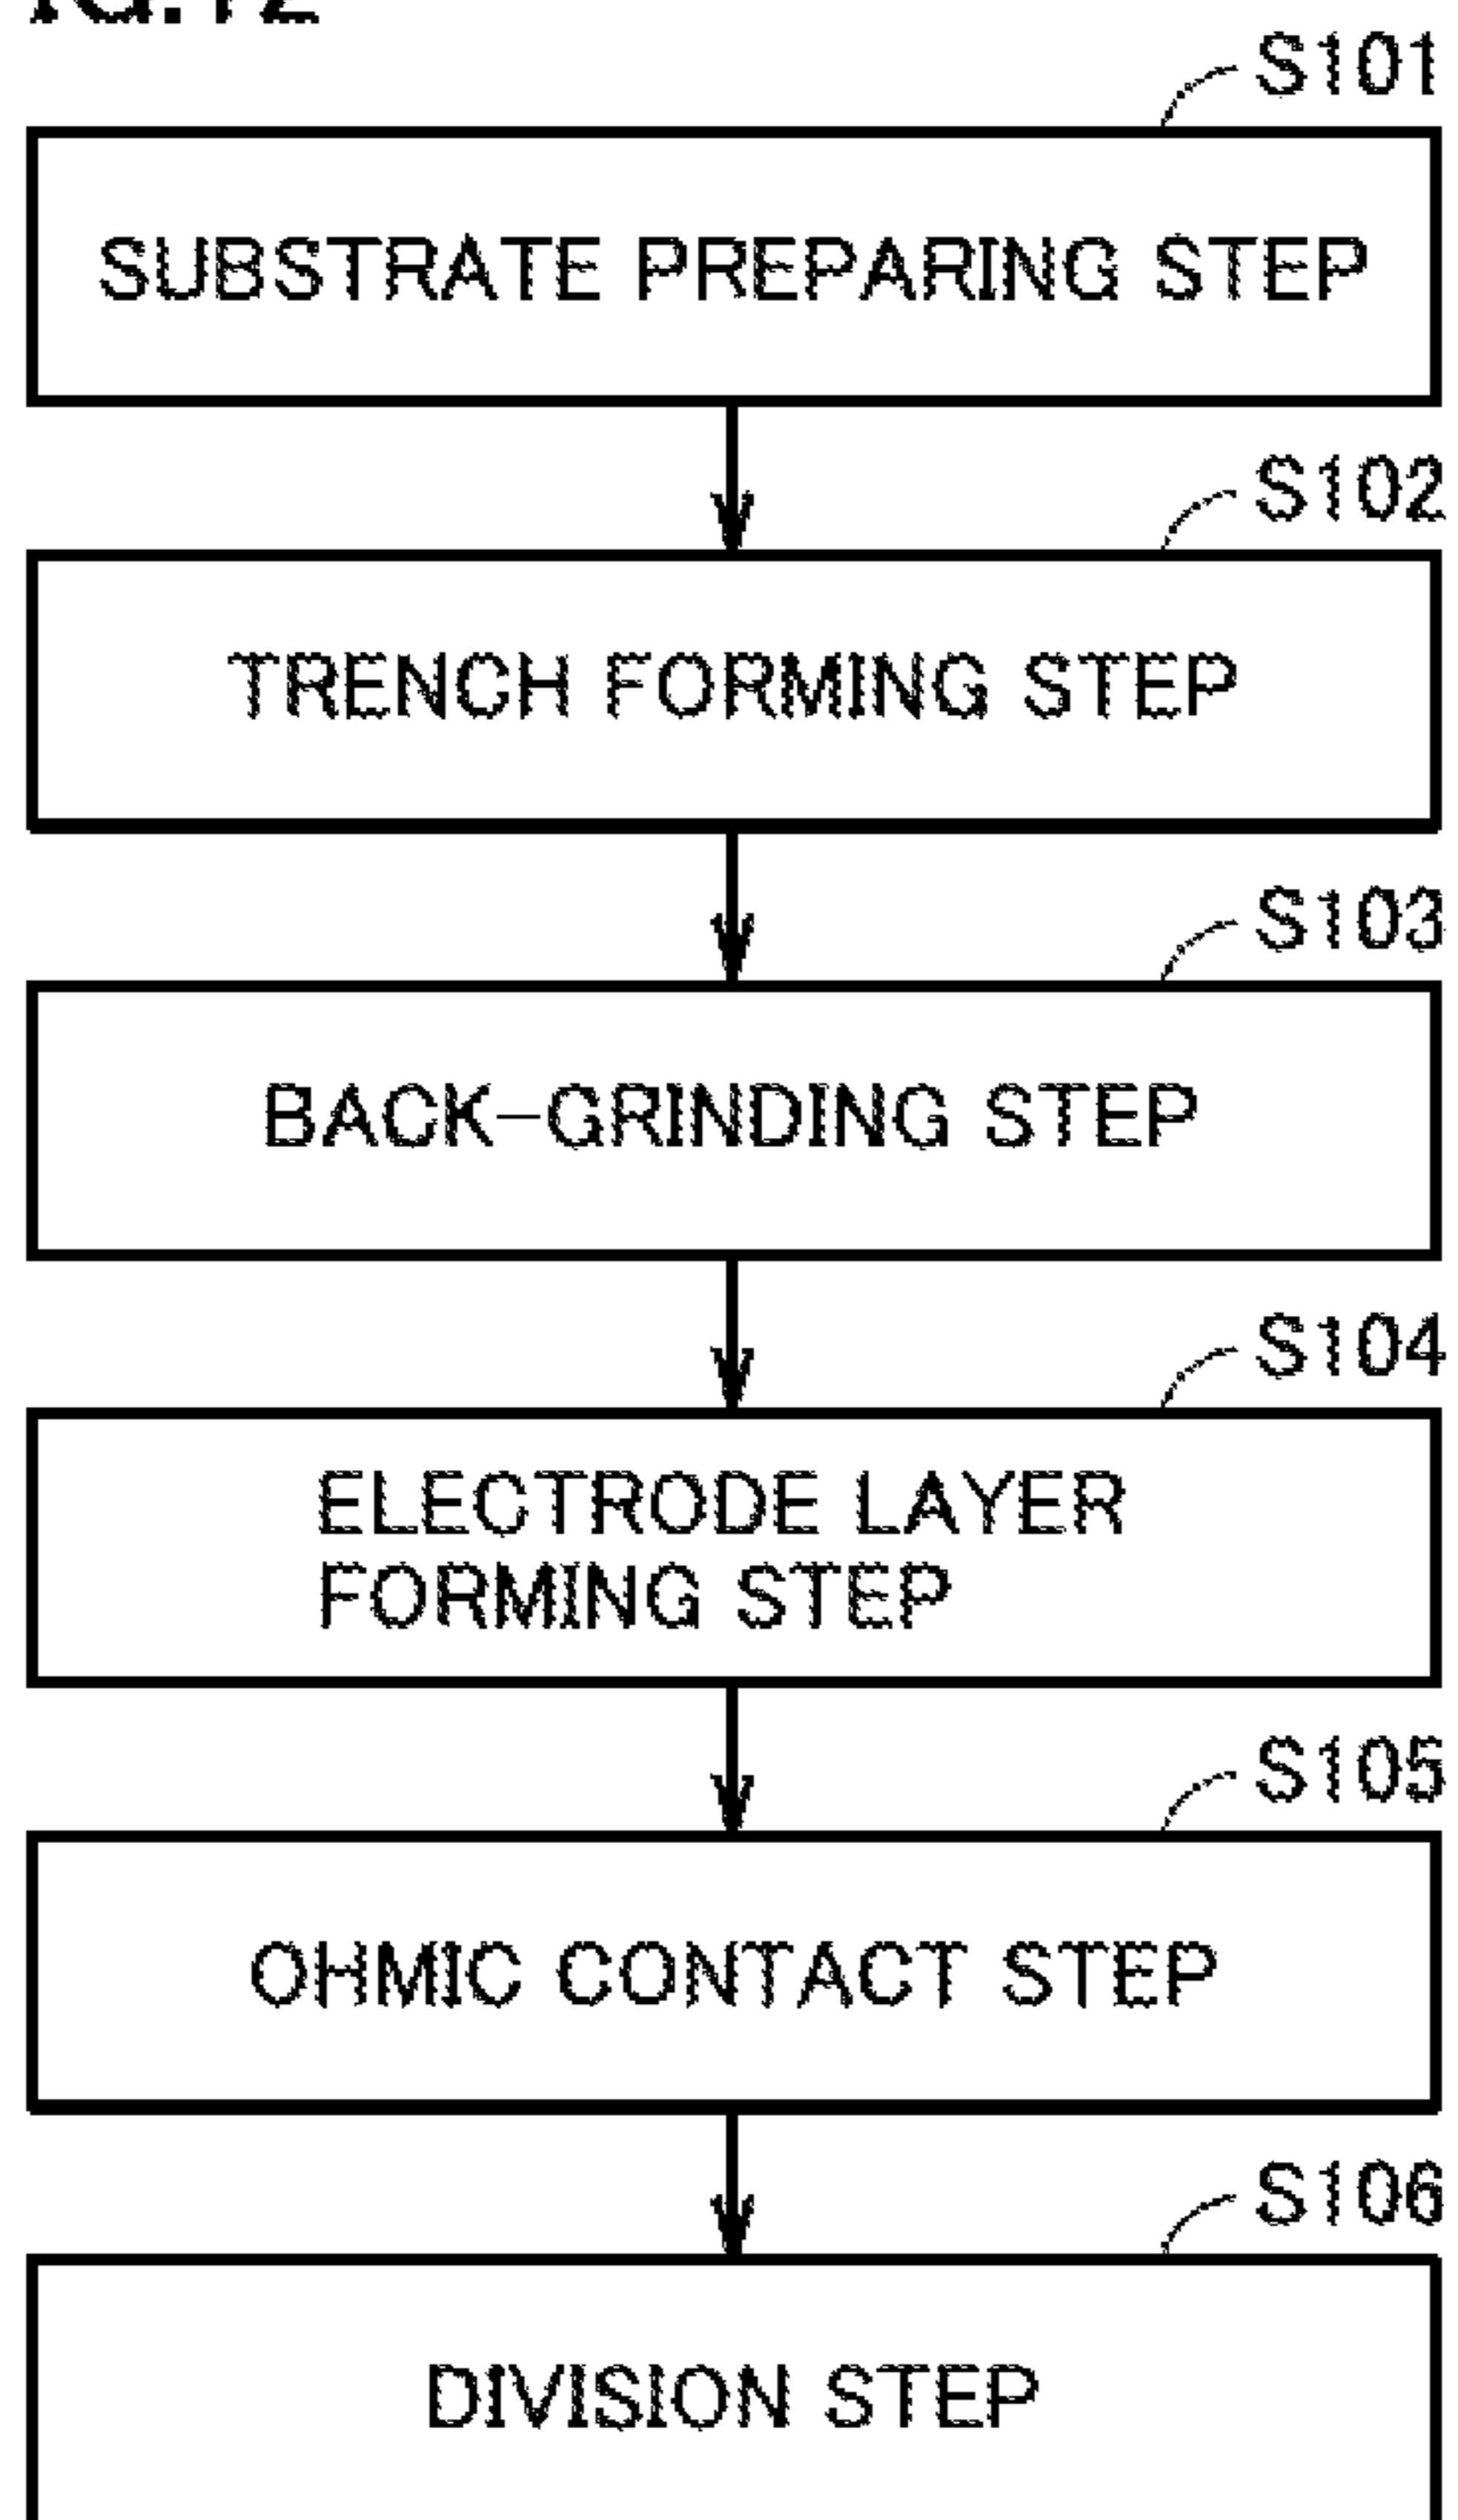 S101
SUBSTRATE PREPARING STEP
S102
TRENCH FORMING STEP
S103
BACK-GRINDING STEP
S104
ELECTRODE LAYER
FORMING STEP
S105
OHMIC CONTACT STEP
S106
DIVISION STEP